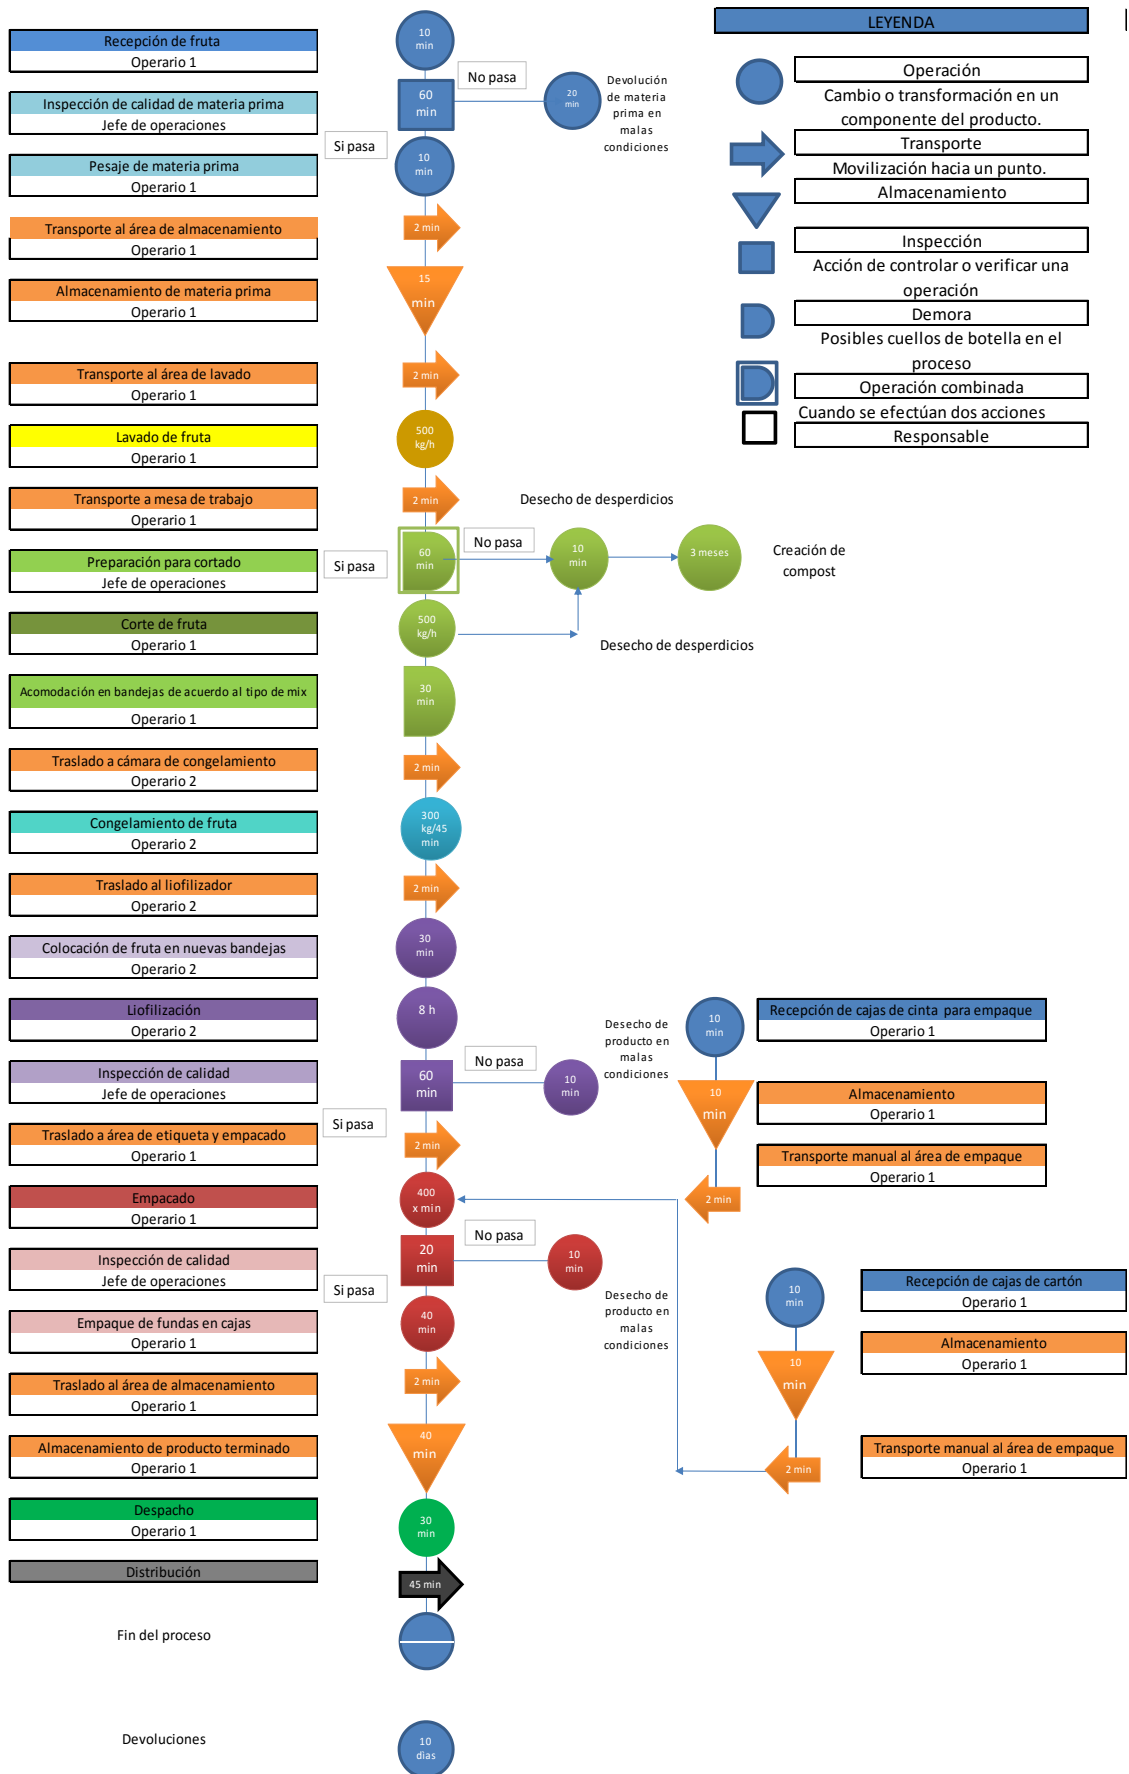 LEYENDA
Operación
Cambio o transformación en un
componente del producto.
Transporte
Movilización hacia un punto.
Almacenamiento
Inspección
Acción de controlar o verificar una
operación
Demora
Posibles cuellos de botella en el
proceso
Operación combinada
Cuando se efectúan dos acciones
Responsable
Recepción de fruta
Operario 1
10
min
Inspección de calidad de materia prima
Jefe de operaciones
60
min
No pasa
20
min
Devolución
de materia
prima en
malas
condiciones
Si pasa
Pesaje de materia prima
Operario 1
10
min
Transporte al área de almacenamiento
Operario 1
2 min
Almacenamiento de materia prima
Operario 1
15
min
Transporte al área de lavado
Operario 1
2 min
Lavado de fruta
Operario 1
500
kg/h
Transporte a mesa de trabajo
Operario 1
2 min
Desecho de desperdicios
Preparación para cortado
Jefe de operaciones
Si pasa
60
min
No pasa
10
min
3 meses
Creación de
compost
Corte de fruta
Operario 1
500
kg/h
Desecho de desperdicios
Acomodación en bandejas de acuerdo al tipo de mix
Operario 1
30
min
Traslado a cámara de congelamiento
Operario 2
2 min
Congelamiento de fruta
Operario 2
300
kg/45
min
Traslado al liofilizador
Operario 2
2 min
Colocación de fruta en nuevas bandejas
Operario 2
30
min
Liofilización
Operario 2
8 h
Inspección de calidad
Jefe de operaciones
60
min
No pasa
10
min
Desecho de
producto en
malas
condiciones
Si pasa
Traslado a área de etiqueta y empacado
Operario 1
2 min
Recepción de cajas de cinta para empaque
Operario 1
10
min
Almacenamiento
Operario 1
10
min
Transporte manual al área de empaque
Operario 1
2 min
Empacado
Operario 1
400
x min
Inspección de calidad
Jefe de operaciones
20
min
No pasa
10
min
Desecho de
producto en
malas
condiciones
Si pasa
Recepción de cajas de cartón
Operario 1
10
min
Almacenamiento
Operario 1
10
min
Transporte manual al área de empaque
Operario 1
2 min
Empaque de fundas en cajas
Operario 1
40
min
Traslado al área de almacenamiento
Operario 1
2 min
Almacenamiento de producto terminado
Operario 1
40
min
Despacho
Operario 1
30
min
Distribución
45 min
Fin del proceso
Devoluciones
10
dias